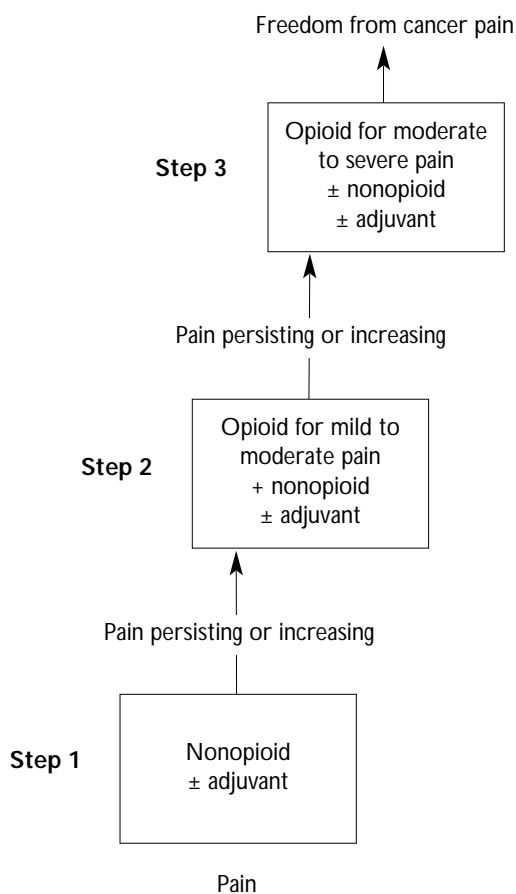 Freedom from cancer pain
Opioid for moderate
to severe pain
± nonopioid
± adjuvant
Step 3
Pain persisting or increasing
Opioid for mild to
moderate pain
+ nonopioid
± adjuvant
Step 2
Pain persisting or increasing
Nonopioid
± adjuvant
Step 1
Pain